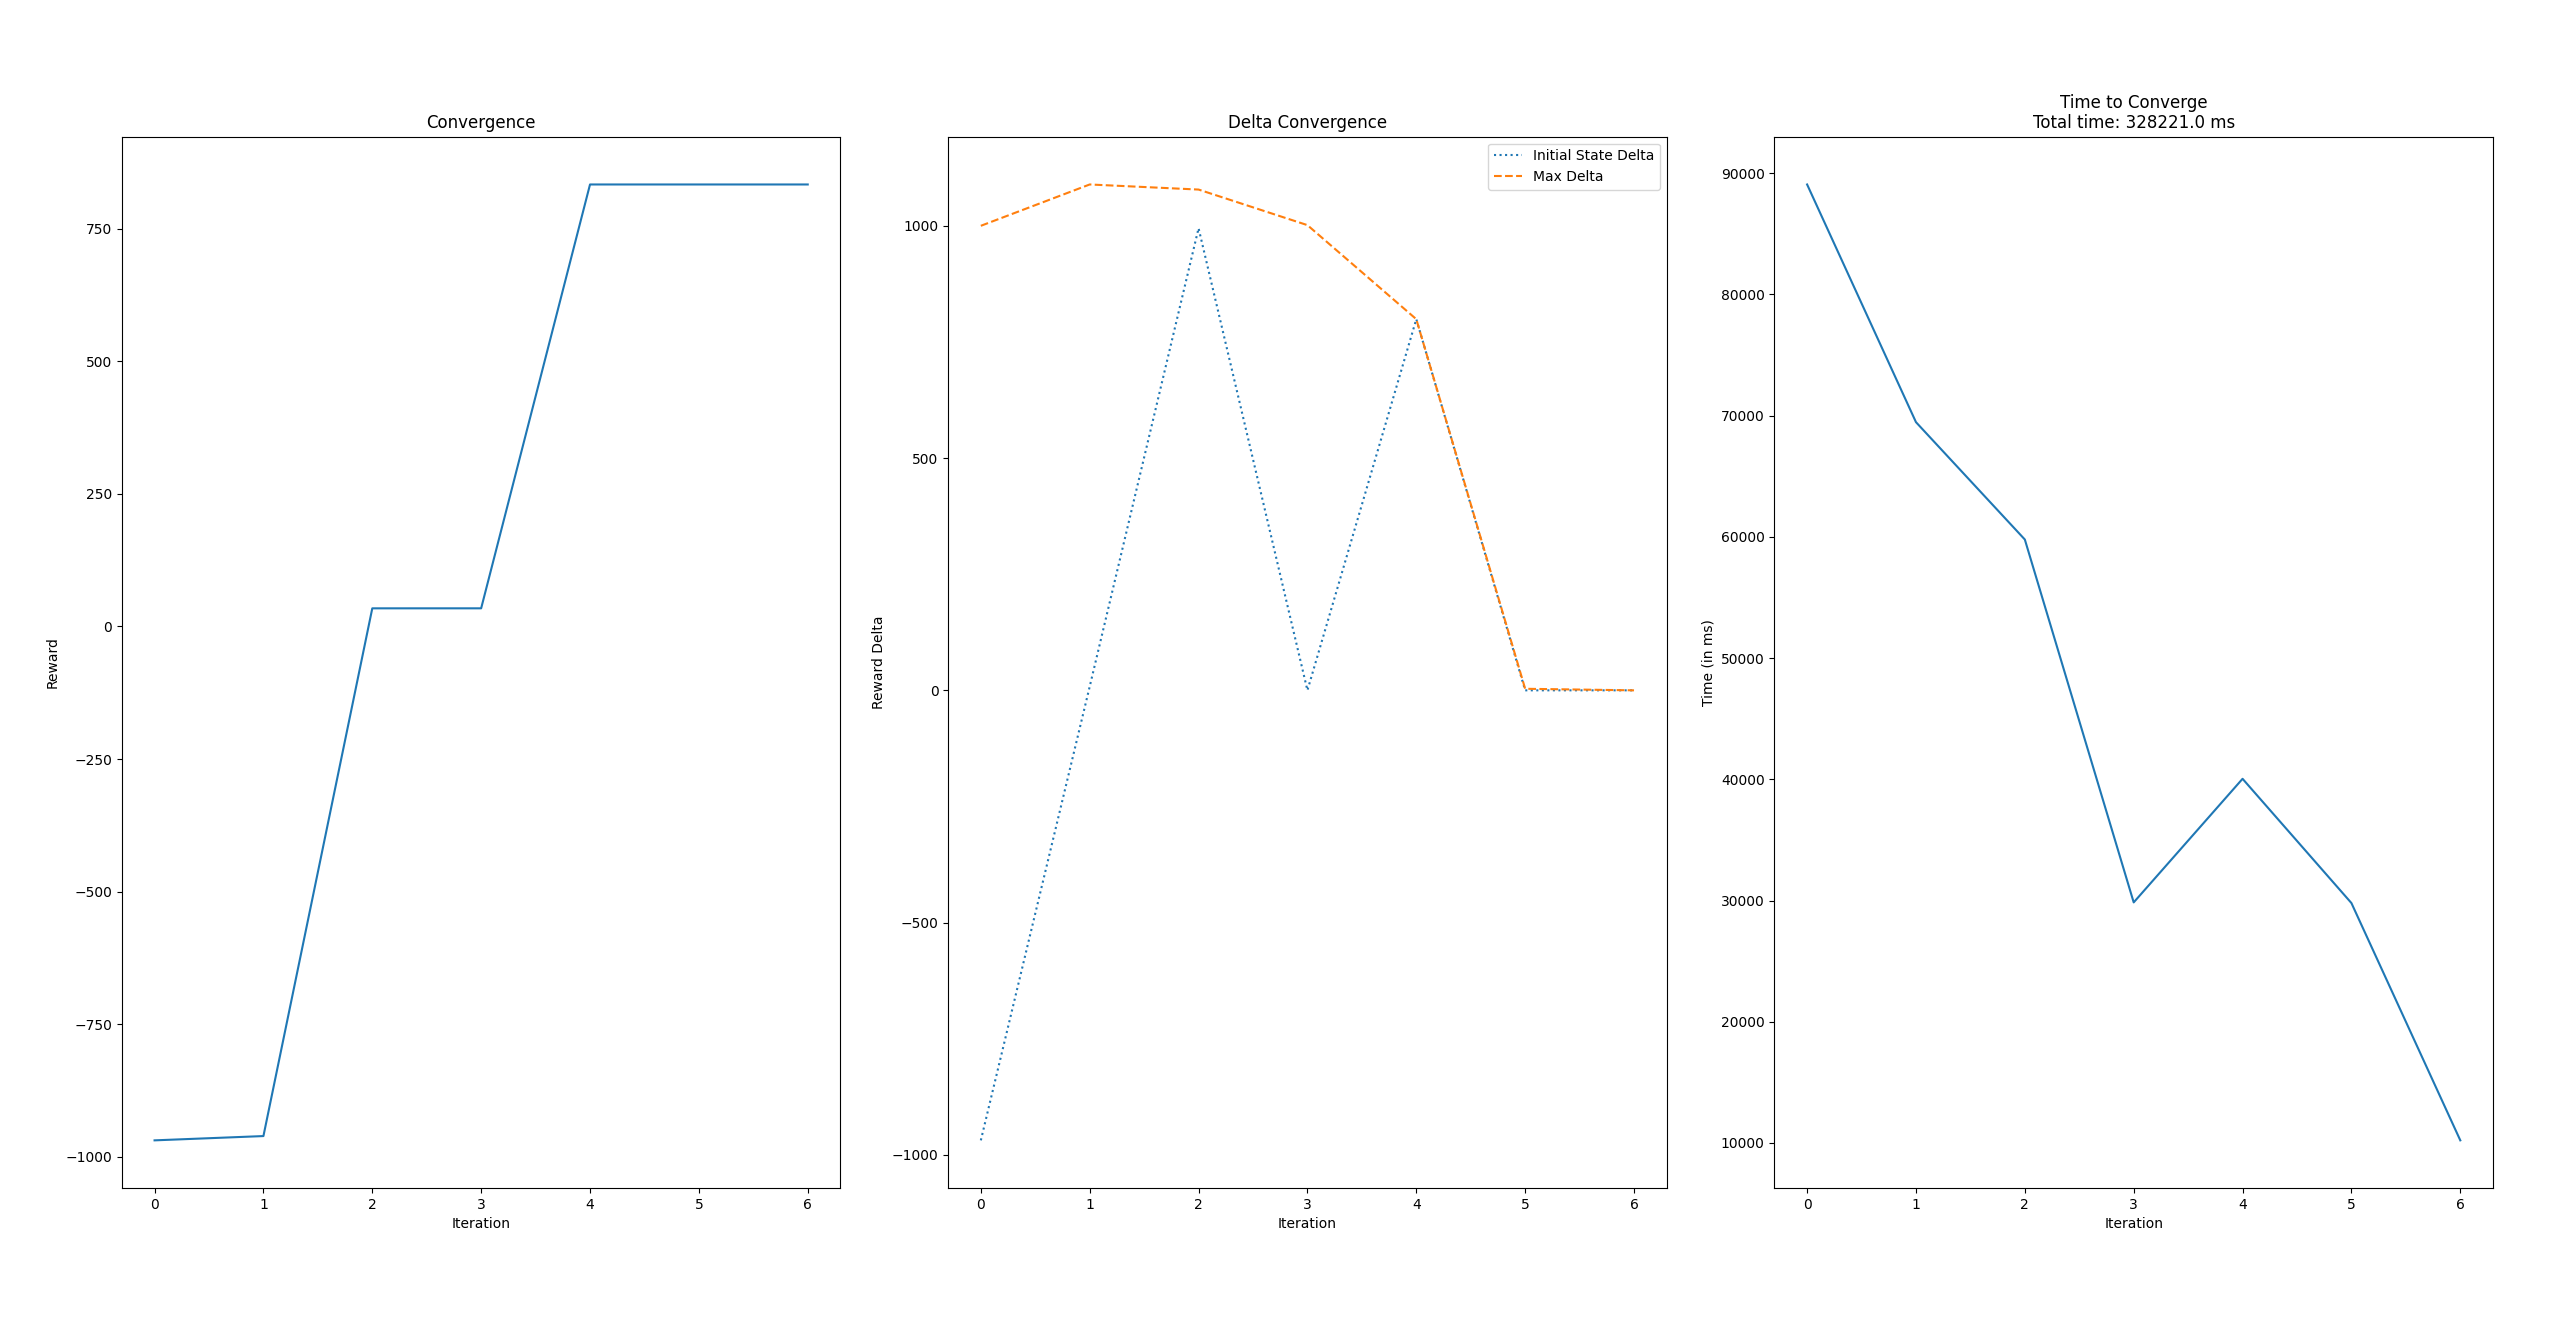 Convergence
750
500
250
0
−250
−500
−750
−1000
Reward
0 1 2 3 4 5 6
Iteration
Delta Convergence
Initial State Delta
Max Delta
1000
500
0
−500
−1000
Reward Delta
0 1 2 3 4 5 6
Iteration
Time to Converge
Total time: 328221.0 ms
90000
80000
70000
60000
50000
40000
30000
20000
10000
Time (in ms)
0 1 2 3 4 5 6
Iteration